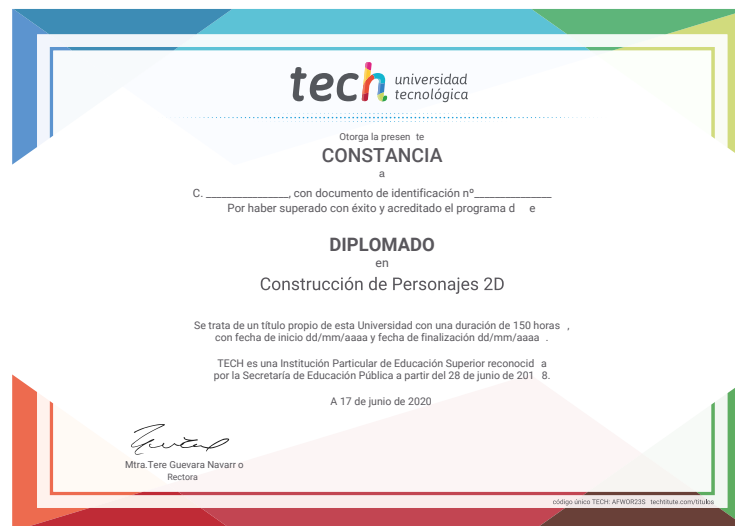 tech universidad
tecnológica
Otorga la presen te
CONSTANCIA
a
C. ________________, con documento de identificación nº_______________
Por haber superado con éxito y acreditado el programa d e
DIPLOMADO
en
Construcción de Personajes 2D
Se trata de un título propio de esta Universidad con una duración de 150 horas ,
con fecha de inicio dd/mm/aaaa y fecha de finalización dd/mm/aaaa .
TECH es una Institución Particular de Educación Superior reconocid a
por la Secretaría de Educación Pública a partir del 28 de junio de 201 8.
A 17 de junio de 2020
Mtra.Tere Guevara Navarr o
Rectora
código único TECH: AFWOR23S techtitute.com/titulos